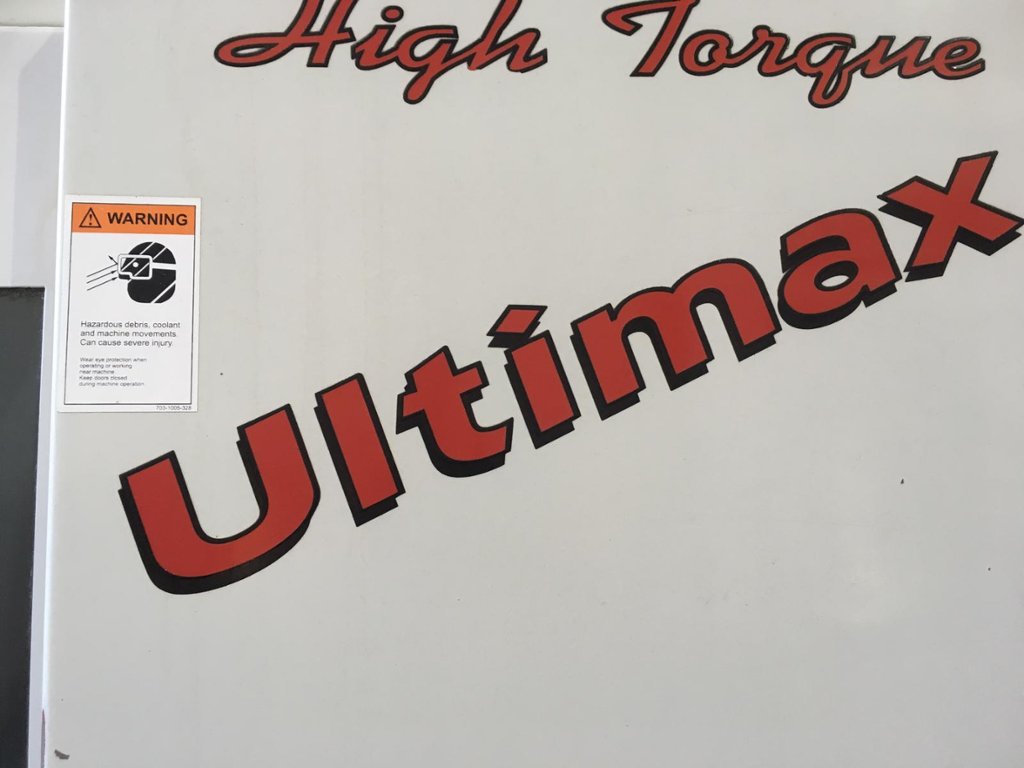 High Torque
Ultimax
WARNING
Hazardous debris, coolant
and machine movements.
Can cause severe injury.
Wear eye protection when
operating or working
near machine
Keep doors closed
during machine operation.
703-1005-328